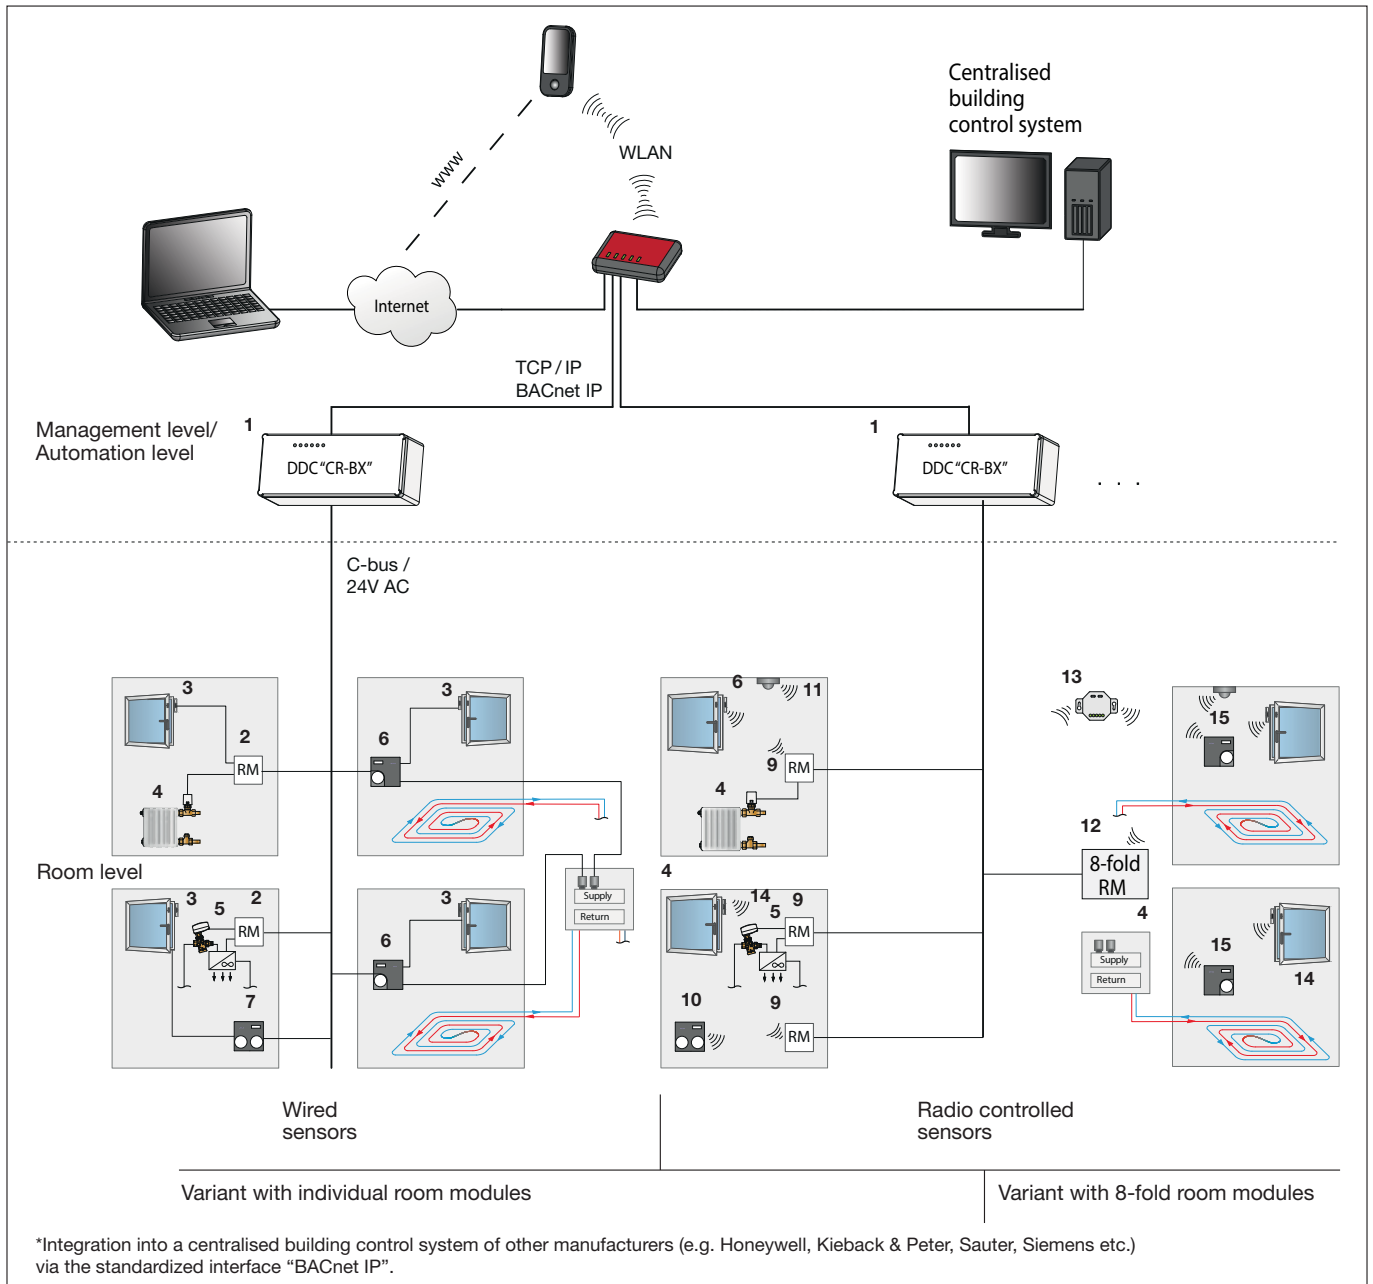 Centralised
building
control system
WLAN
www
Internet
TCP / IP
BACnet IP
Management level/
Automation level
1
DDC "CR-BX"
1
DDC "CR-BX"
. . .
C-bus /
24V AC
3
2
RM
4
3
6
6
11
9
RM
4
13
15
12
8-fold
RM
Room level
3
5
2
RM
7
3
6
Supply
Return
4
14
5
9
RM
10
9
RM
4
Supply
Return
15
14
Wired
sensors
Radio controlled
sensors
Variant with individual room modules
Variant with 8-fold room modules
*Integration into a centralised building control system of other manufacturers (e.g. Honeywell, Kieback & Peter, Sauter, Siemens etc.)
via the standardized interface “BACnet IP”.